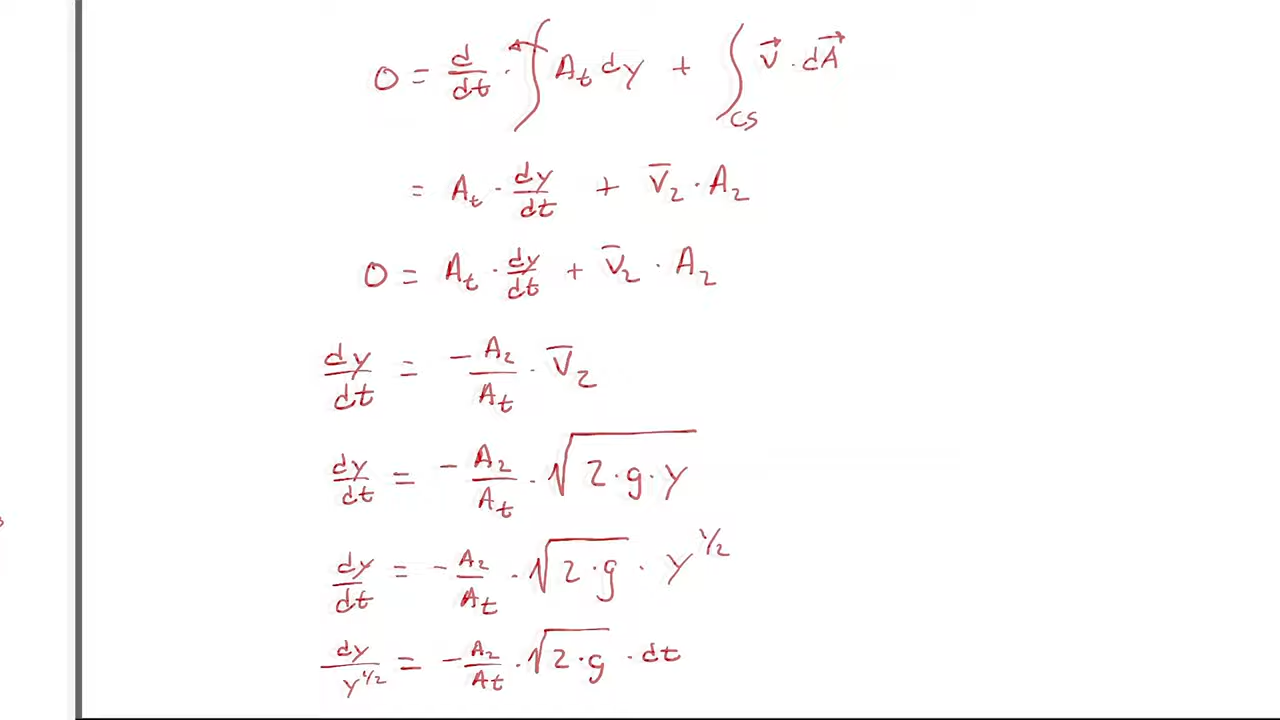 0 = d/dt · ∫ A_t dy + ∫_CS V⃗ · dA⃗
= A_t · dy/dt + V̄_2 · A_2
0 = A_t · dy/dt + V̄_2 · A_2
dy/dt = -A_2/A_t · V̄_2
dy/dt = -A_2/A_t · √(2·g·y)
dy/dt = -A_2/A_t · √(2·g) · y^(1/2)
dy/y^(1/2) = -A_2/A_t · √(2·g) · dt